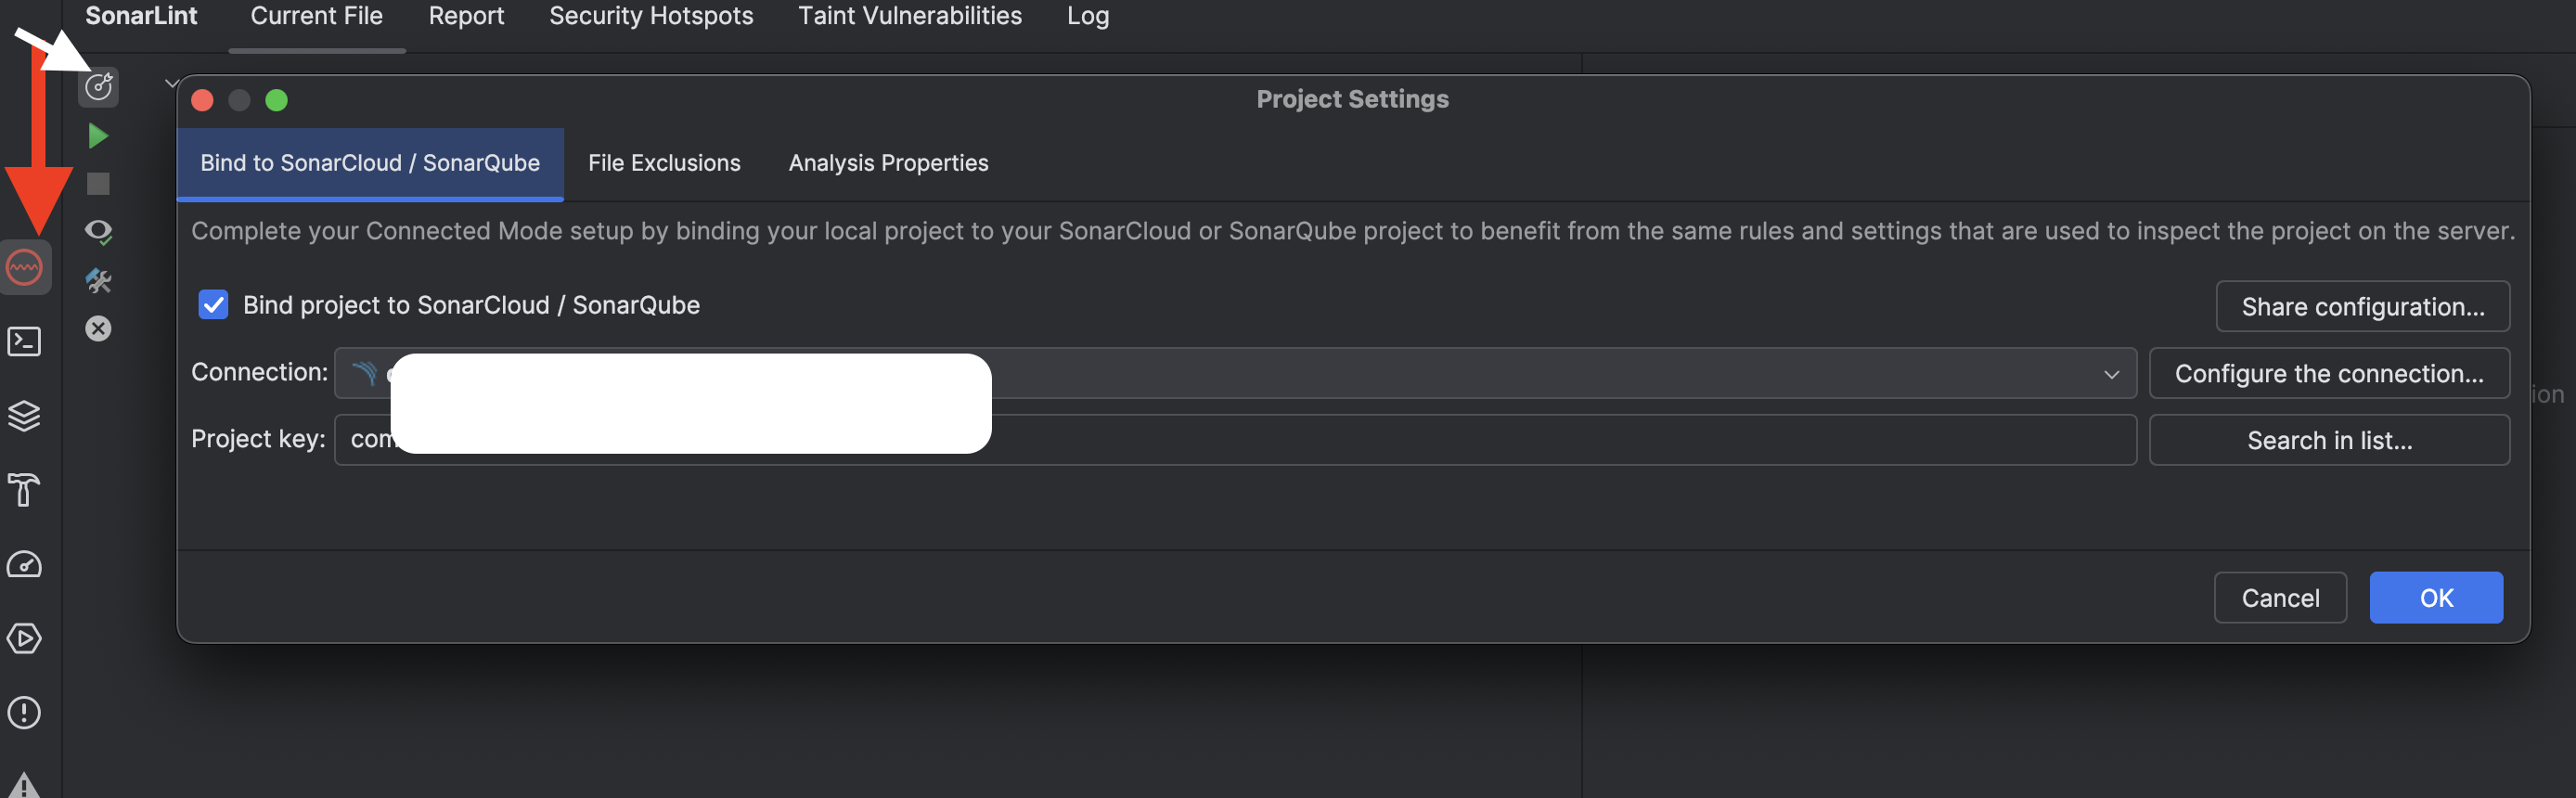 SonarLint Current File Report Security Hotspots Taint Vulnerabilities Log
Project Settings
Bind to SonarCloud / SonarQube File Exclusions Analysis Properties
Complete your Connected Mode setup by binding your local project to your SonarCloud or SonarQube project to benefit from the same rules and settings that are used to inspect the project on the server.
Bind project to SonarCloud / SonarQube Share configuration...
Connection: Configure the connection...
ion
Project key: com Search in list...
Cancel OK